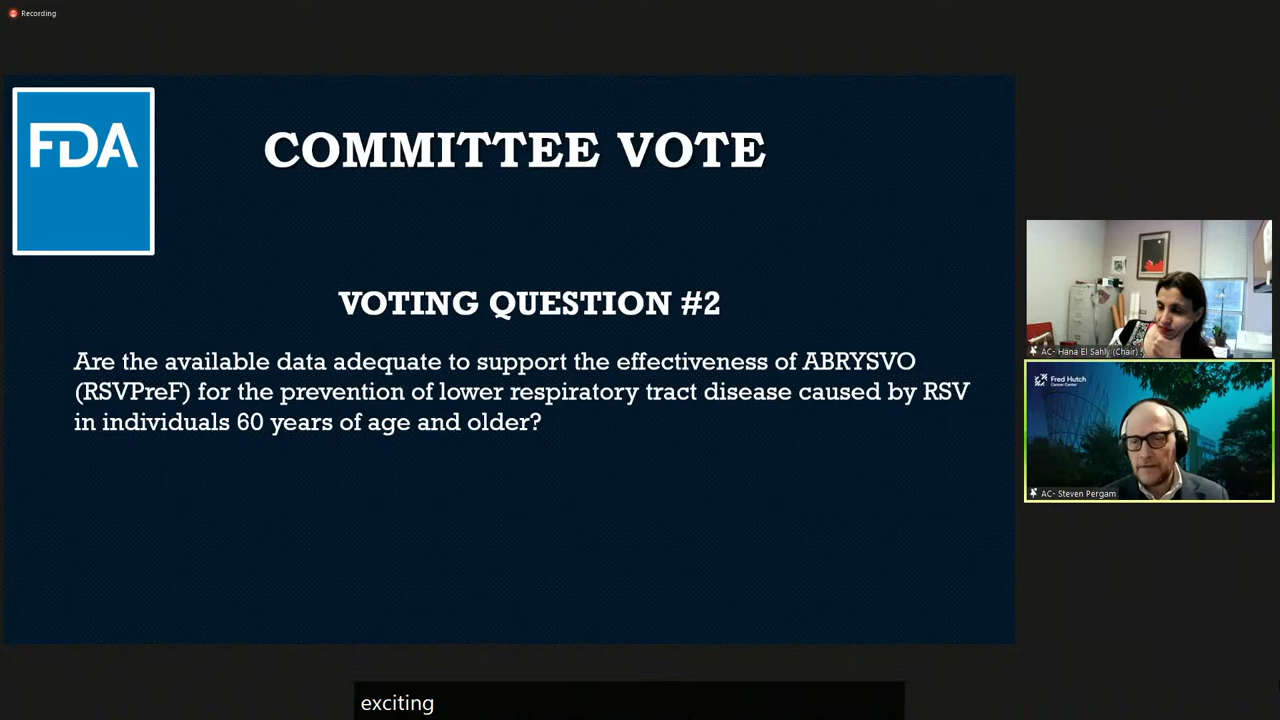 Recording
FDA
COMMITTEE VOTE
VOTING QUESTION #2
Are the available data adequate to support the effectiveness of ABRYSVO
(RSVPreF) for the prevention of lower respiratory tract disease caused by RSV
in individuals 60 years of age and older?
AC- Hana El Sahly (Chair)
Fred Hutch
Cancer Center
AC- Steven Pergam
exciting